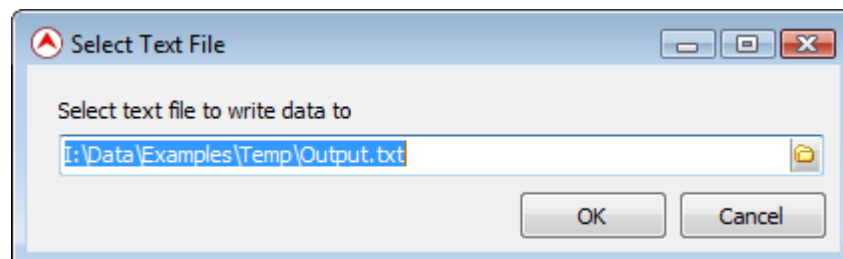 Select Text File
Select text file to write data to
I:\Data\Examples\Temp\Output.txt
OK
Cancel